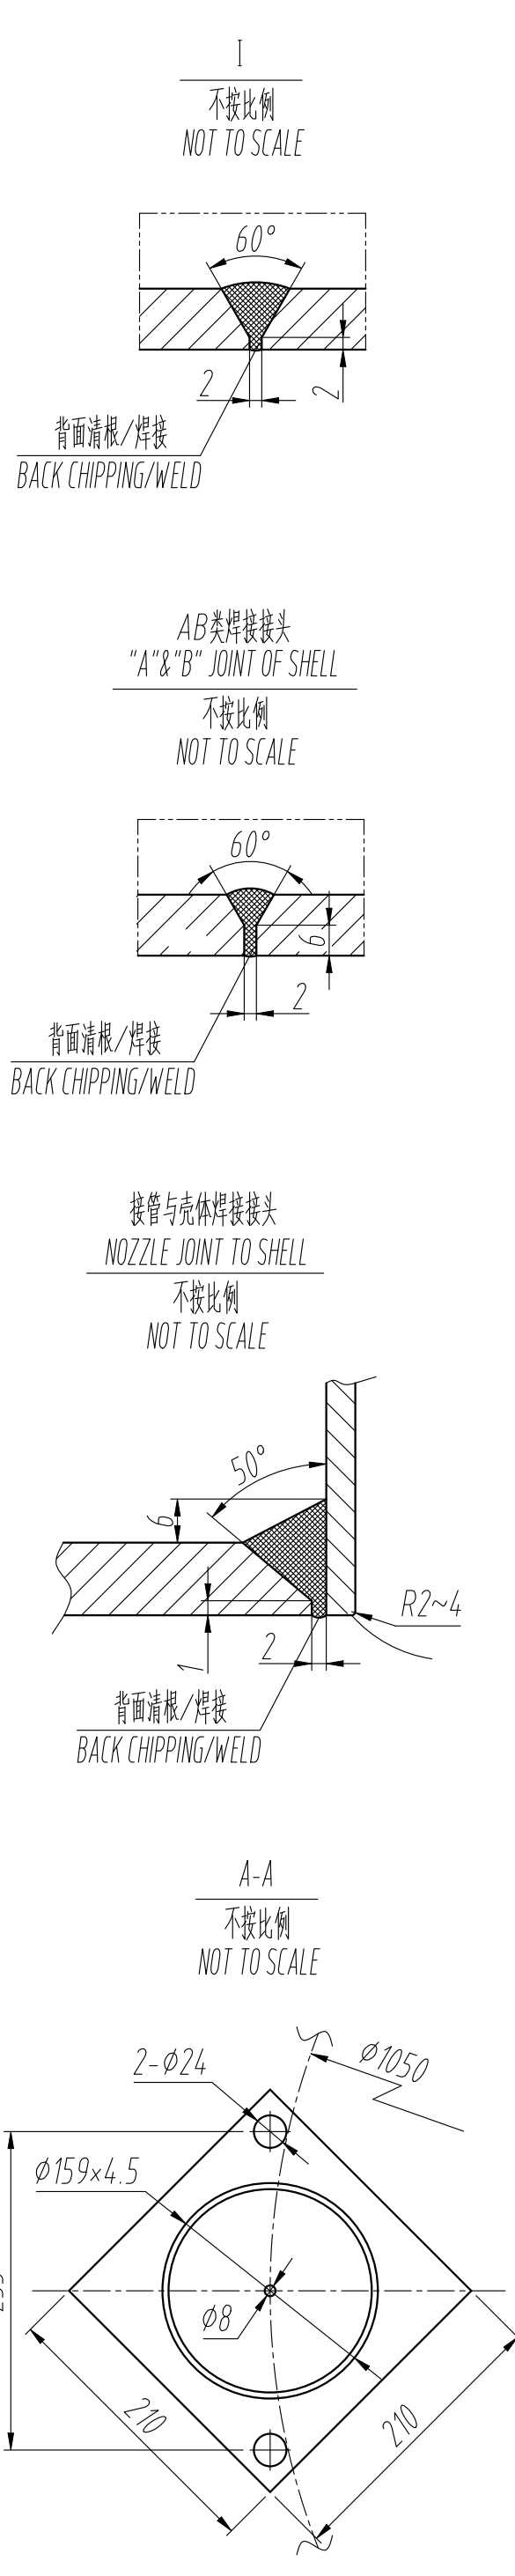 I
不按比例
NOT TO SCALE
60°
2
2
背面清根/焊接
BACK CHIPPING/WELD
AB类焊接接头
"A"&"B" JOINT OF SHELL
不按比例
NOT TO SCALE
60°
6
2
背面清根/焊接
BACK CHIPPING/WELD
接管与壳体焊接接头
NOZZLE JOINT TO SHELL
不按比例
NOT TO SCALE
50°
6
R2~4
1
2
背面清根/焊接
BACK CHIPPING/WELD
A-A
不按比例
NOT TO SCALE
2-Φ24
Φ1050
Φ159×4.5
Φ8
210
210